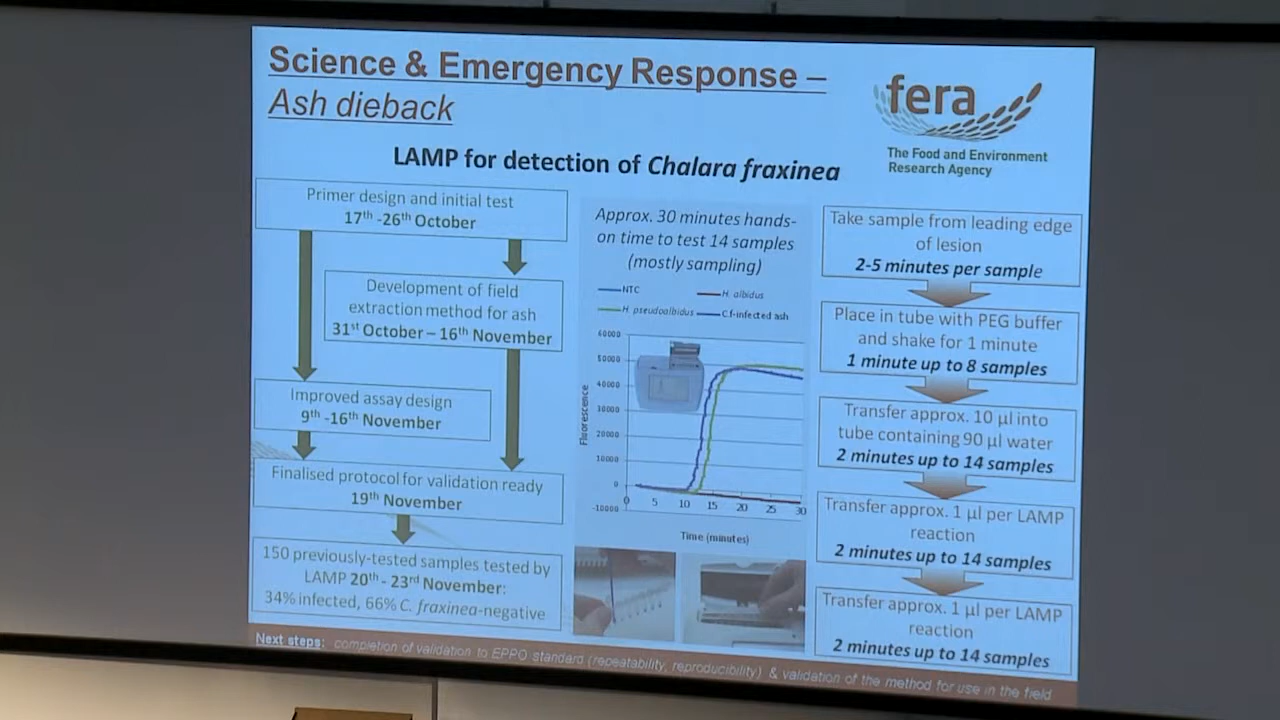 Science & Emergency Response –
Ash dieback
fera
The Food and Environment
Research Agency
LAMP for detection of Chalara fraxinea
Primer design and initial test
17th -26th October
Development of field
extraction method for ash
31st October – 16th November
Improved assay design
9th -16th November
Finalised protocol for validation ready
19th November
150 previously-tested samples tested by
LAMP 20th - 23rd November:
34% infected, 66% C. fraxinea-negative
Approx. 30 minutes hands-
on time to test 14 samples
(mostly sampling)
NTC
H. albidus
H. pseudoalbidus
C.f-infected ash
60000
50000
40000
30000
20000
10000
0
-10000
Fluorescence
0 5 10 15 20 25 30
Time (minutes)
Take sample from leading edge
of lesion
2-5 minutes per sample
Place in tube with PEG buffer
and shake for 1 minute
1 minute up to 8 samples
Transfer approx. 10 µl into
tube containing 90 µl water
2 minutes up to 14 samples
Transfer approx. 1 µl per LAMP
reaction
2 minutes up to 14 samples
Transfer approx. 1 µl per LAMP
reaction
2 minutes up to 14 samples
Next steps: completion of validation to EPPO standard (repeatability, reproducibility) & validation of the method for use in the field